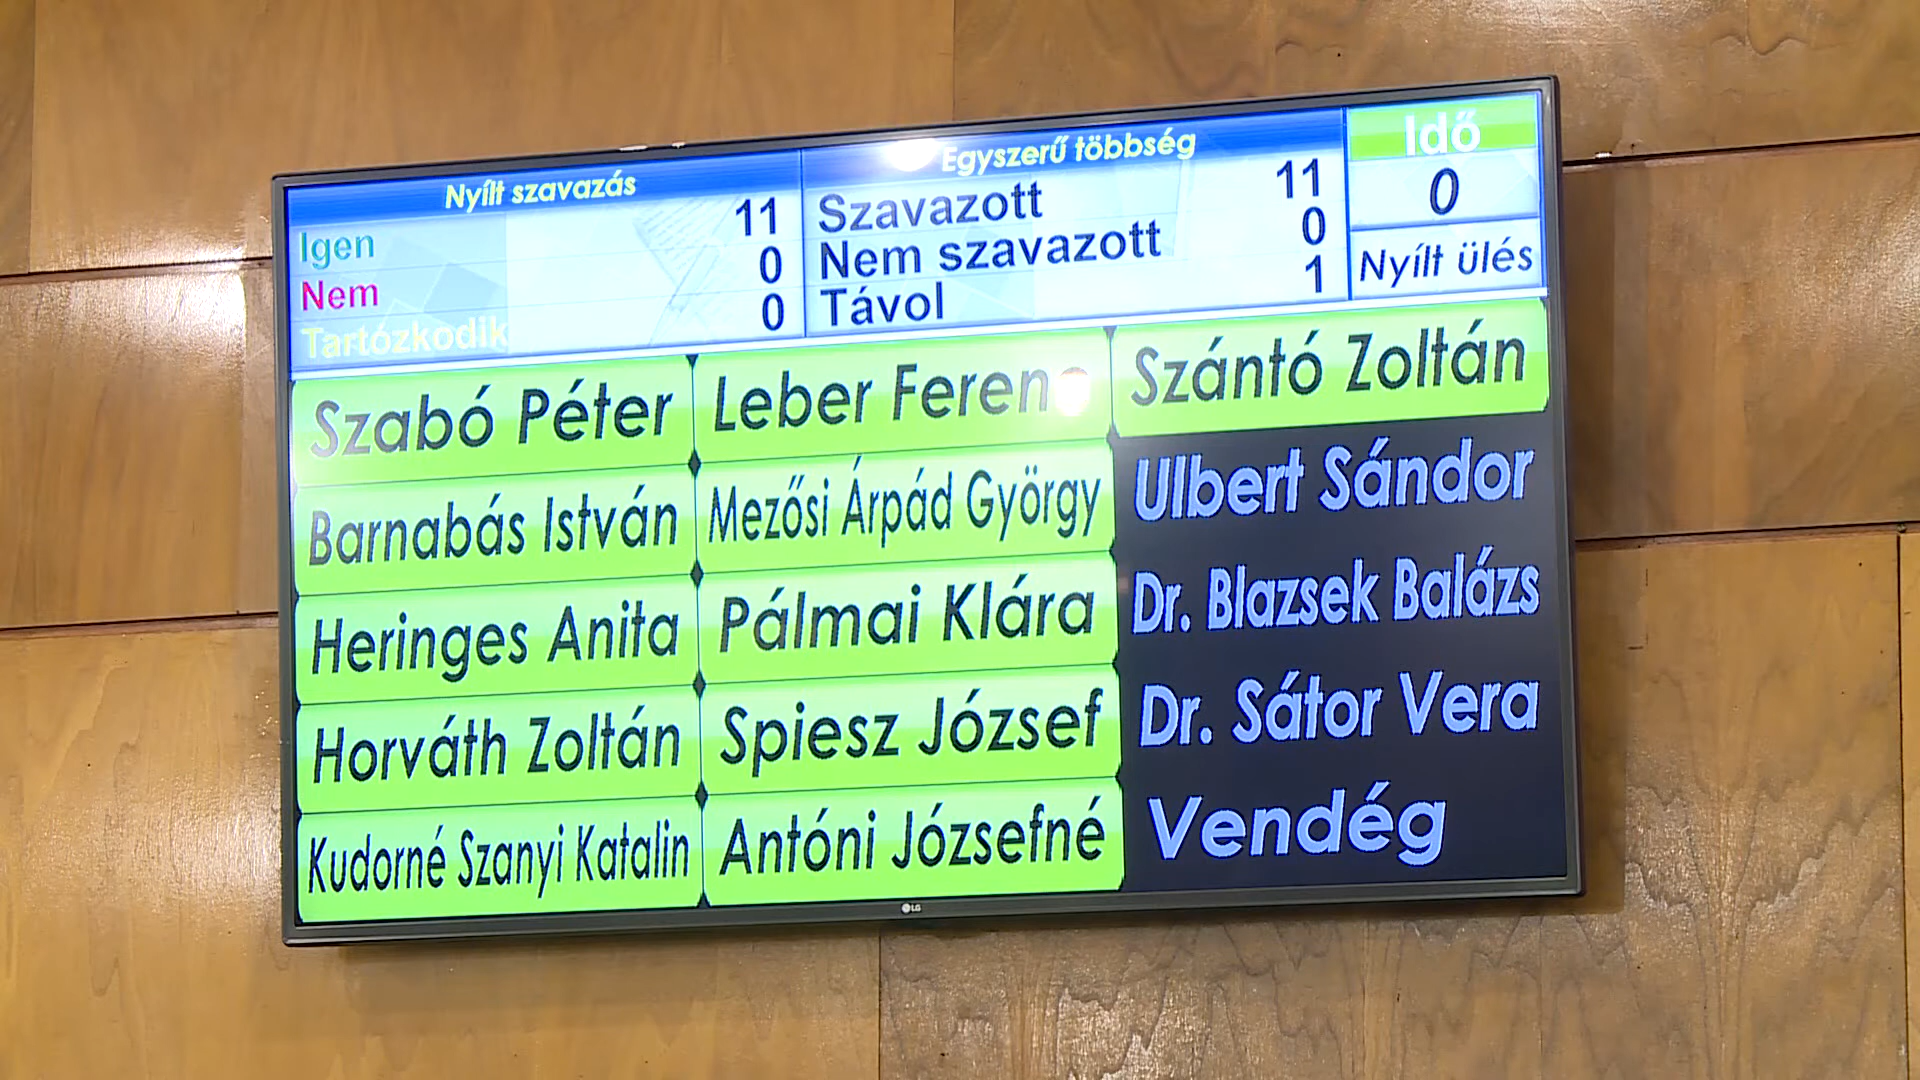 Nyílt szavazás
Igen 11
Nem 0
Tartózkodik 0
Egyszerű többség
Szavazott 11
Nem szavazott 0
Távol 1
Idő
0
Nyílt ülés
Szabó Péter
Barnabás István
Heringes Anita
Horváth Zoltán
Kudorné Szanyi Katalin
Leber Ferenc
Mezősi Árpád György
Pálmai Klára
Spiesz József
Antóni Józsefné
Szántó Zoltán
Ulbert Sándor
Dr. Blazsek Balázs
Dr. Sátor Vera
Vendég
LG